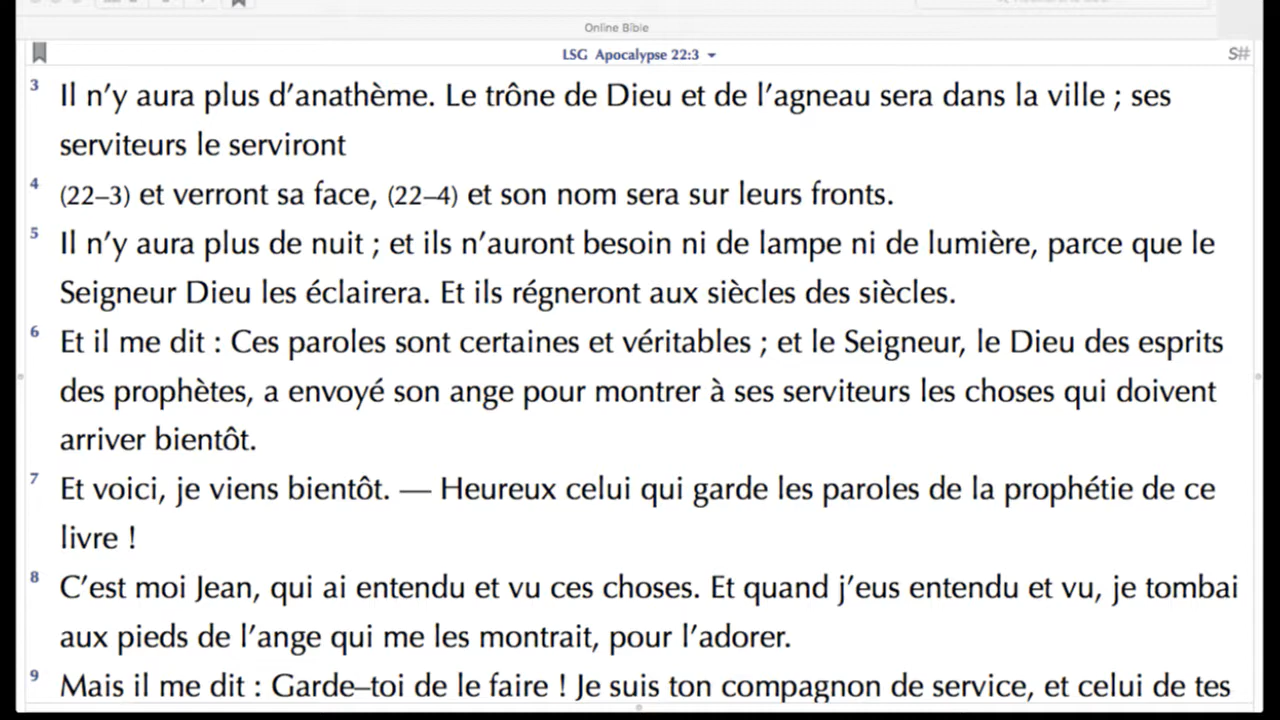 Online Bible
LSG Apocalypse 22:3
S#
3 Il n’y aura plus d’anathème. Le trône de Dieu et de l’agneau sera dans la ville ; ses
serviteurs le serviront
4 (22–3) et verront sa face, (22–4) et son nom sera sur leurs fronts.
5 Il n’y aura plus de nuit ; et ils n’auront besoin ni de lampe ni de lumière, parce que le
Seigneur Dieu les éclairera. Et ils régneront aux siècles des siècles.
6 Et il me dit : Ces paroles sont certaines et véritables ; et le Seigneur, le Dieu des esprits
des prophètes, a envoyé son ange pour montrer à ses serviteurs les choses qui doivent
arriver bientôt.
7 Et voici, je viens bientôt. — Heureux celui qui garde les paroles de la prophétie de ce
livre !
8 C’est moi Jean, qui ai entendu et vu ces choses. Et quand j’eus entendu et vu, je tombai
aux pieds de l’ange qui me les montrait, pour l’adorer.
9 Mais il me dit : Garde–toi de le faire ! Je suis ton compagnon de service, et celui de tes